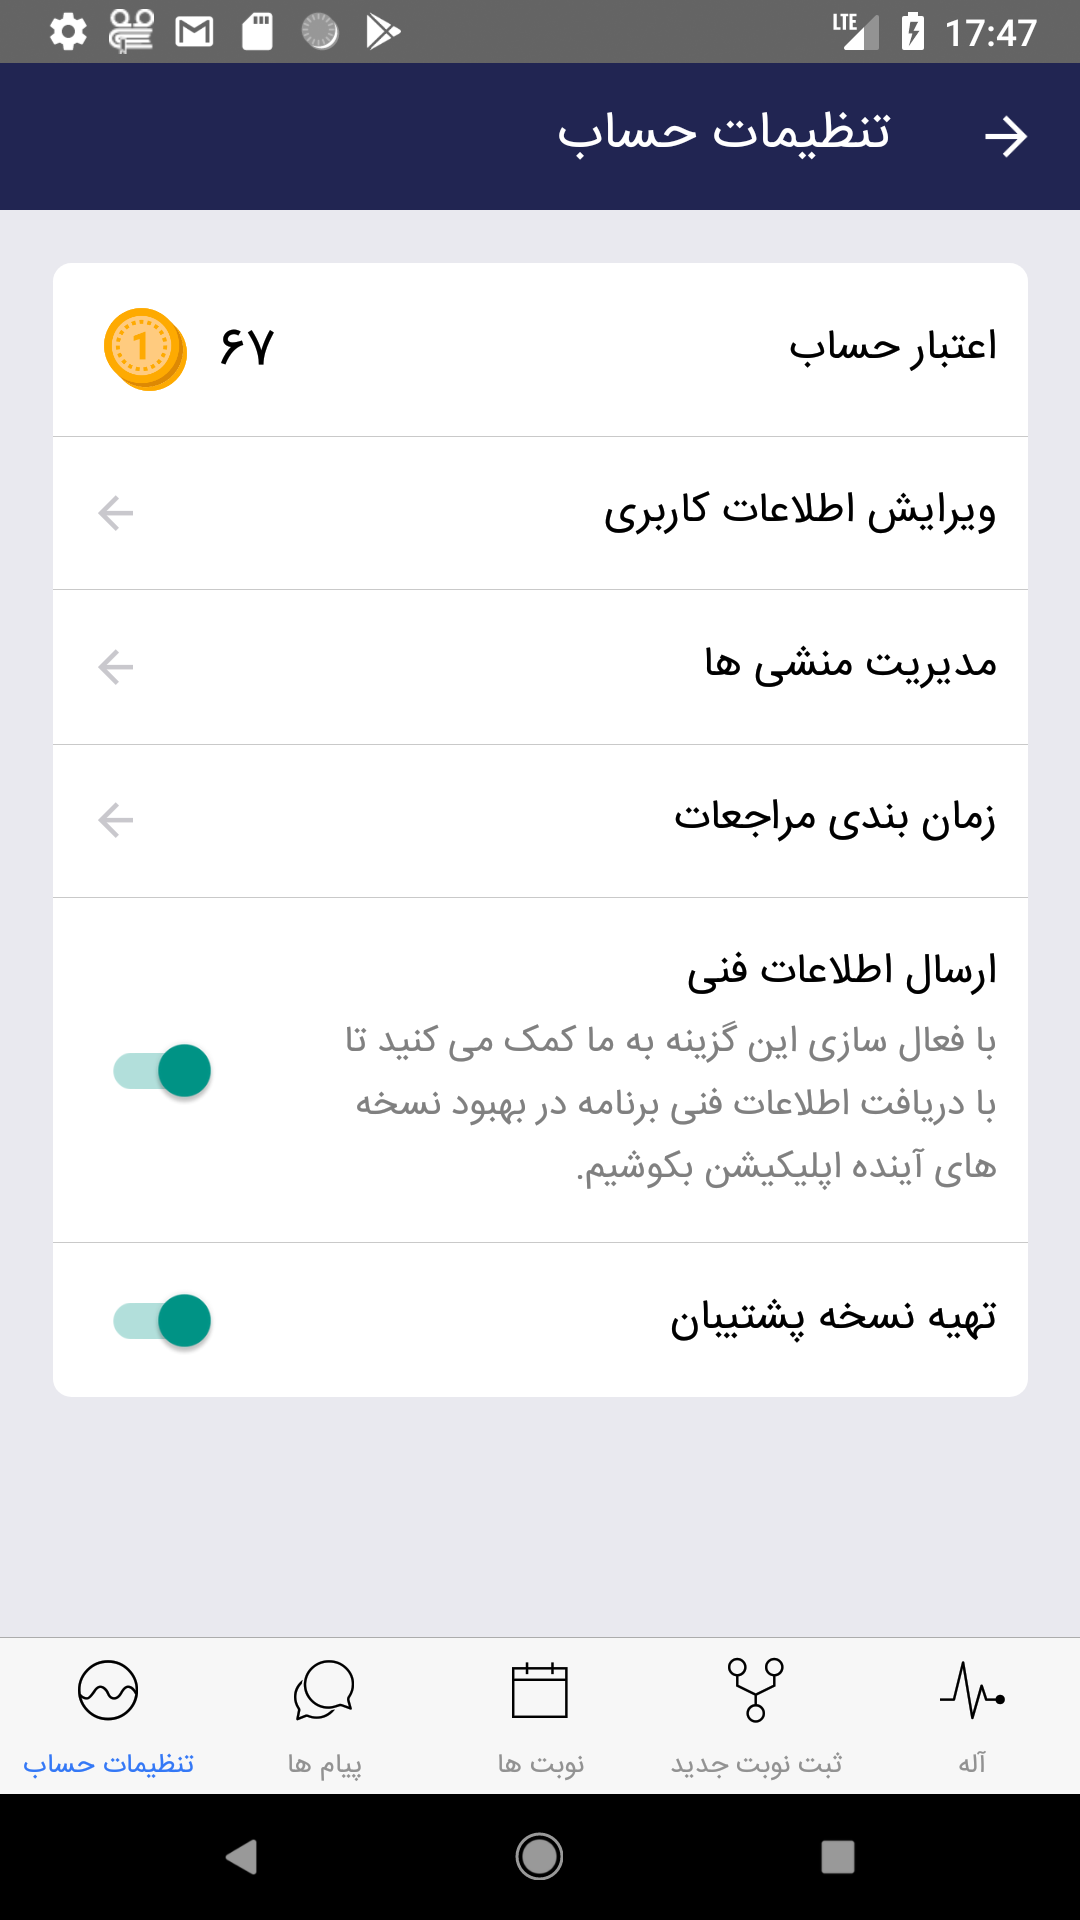 LTE 17:47
تنظیمات حساب
اعتبار حساب
۶۷
1
ویرایش اطلاعات کاربری
مدیریت منشی ها
زمان بندی مراجعات
ارسال اطلاعات فنی
با فعال سازی این گزینه به ما کمک می کنید تا
با دریافت اطلاعات فنی برنامه در بهبود نسخه
های آینده اپلیکیشن بکوشیم.
تهیه نسخه پشتیبان
آله
ثبت نوبت جدید
نوبت ها
پیام ها
تنظیمات حساب